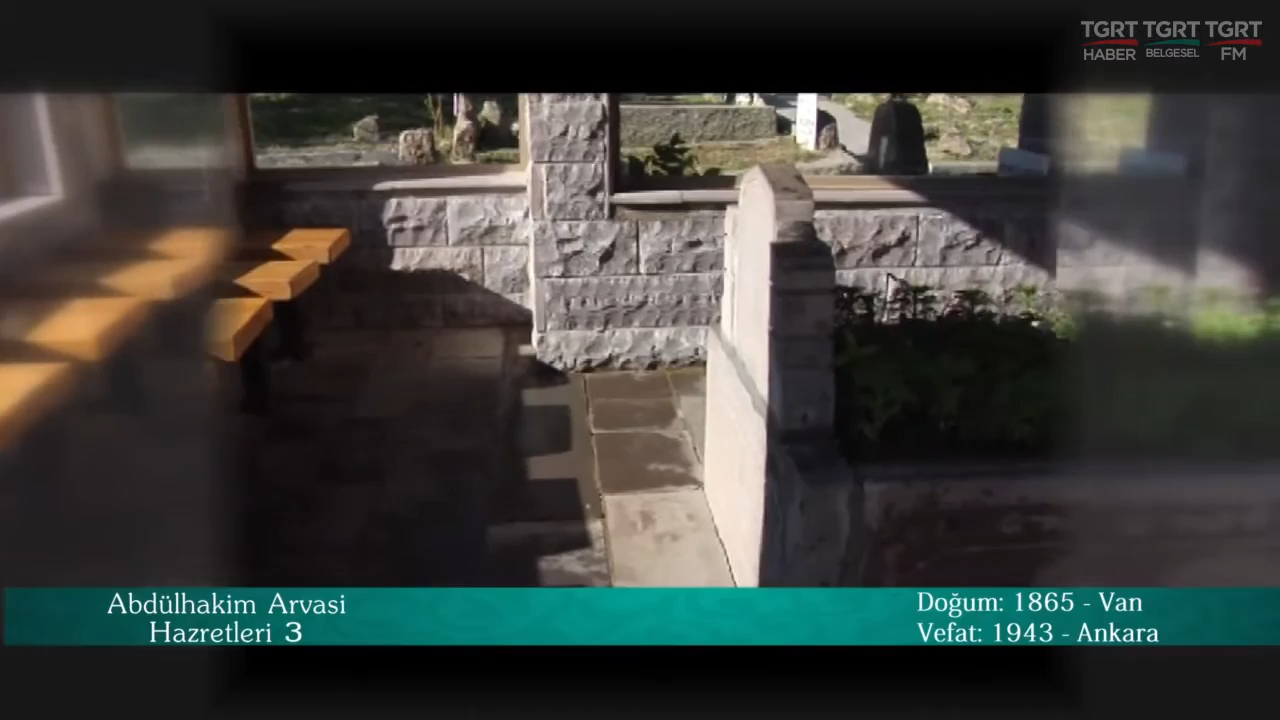 TGRT TGRT TGRT
HABER BELGESEL FM
Abdülhakim Arvasi
Hazretleri 3
Doğum: 1865 - Van
Vefat: 1943 - Ankara